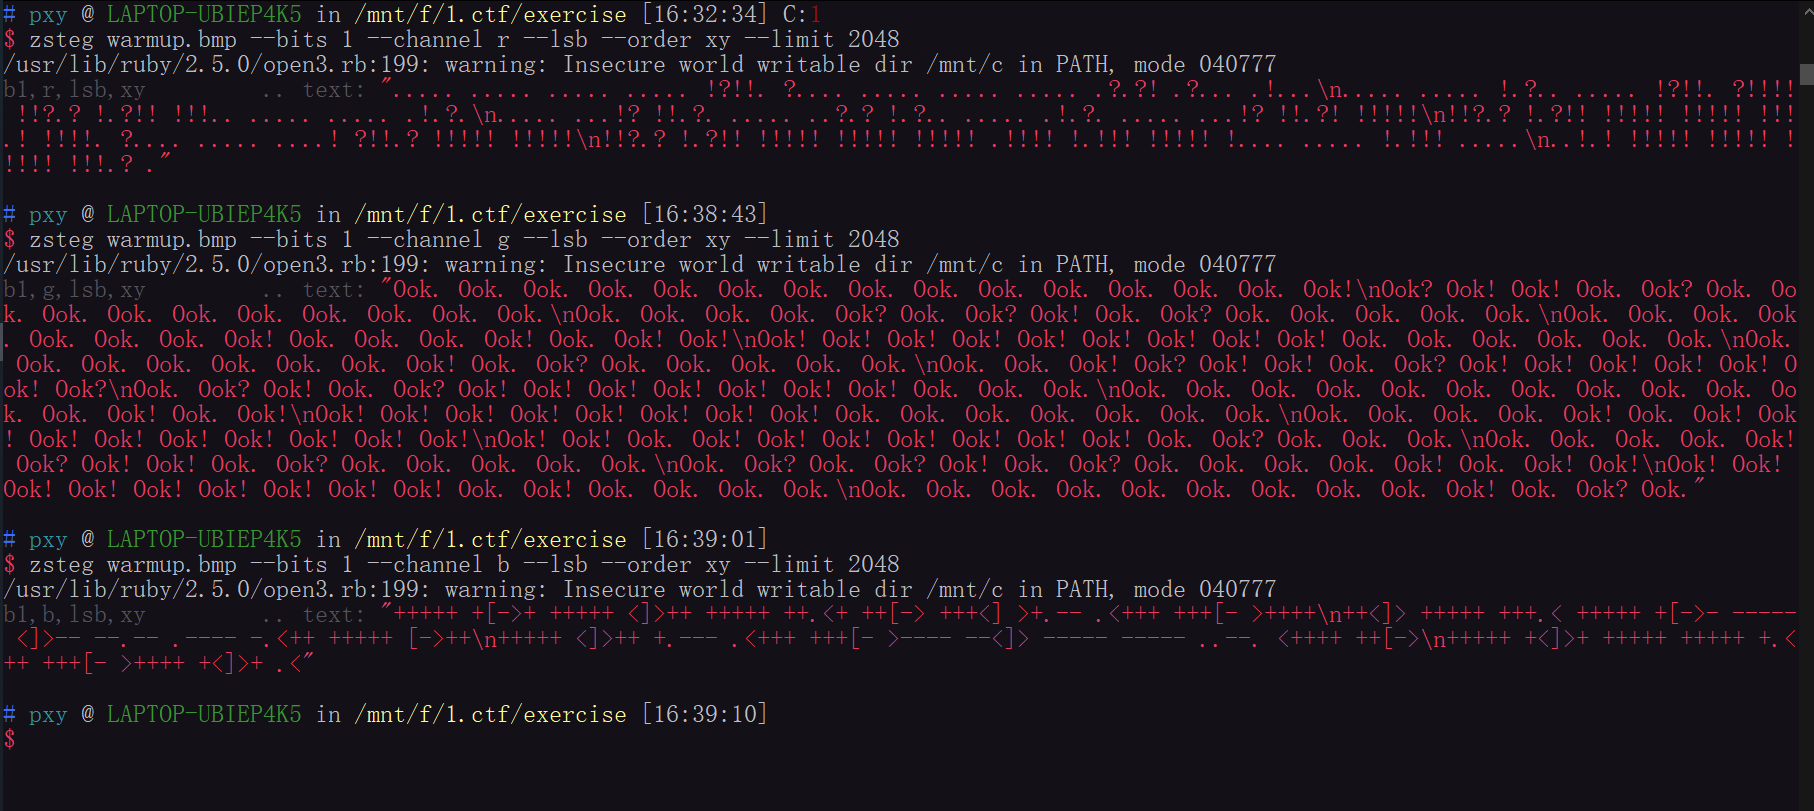 # pxy @ LAPTOP-UBIEP4K5 in /mnt/f/1.ctf/exercise [16:32:34] C:1
$ zsteg warmup.bmp --bits 1 --channel r --lsb --order xy --limit 2048
/usr/lib/ruby/2.5.0/open3.rb:199: warning: Insecure world writable dir /mnt/c in PATH, mode 040777
b1,r,lsb,xy         .. text: "..... ..... ..... ..... !?!!. ?.... ..... ..... ..... .?.?! .?... .!...\n..... ..... !.?.. ..... !?!!. ?!!!!
 !!?.? !.?!! !!!.. ..... ..... .!.?.\n..... ...!? !!.?. ..... ..?.? !.?.. ..... .!.?. ..... ...!? !!.?! !!!!!\n!!?.? !.?!! !!!!! !!!!! !!!
.! !!!!. ?.... ..... ....! ?!!.? !!!!! !!!!!\n!!?.? !.?!! !!!!! !!!!! !!!!! .!!!! !.!!! !!!!! !.... ..... !.!!! .....\n..!.! !!!!! !!!!! !
!!!! !!!.? ."
# pxy @ LAPTOP-UBIEP4K5 in /mnt/f/1.ctf/exercise [16:38:43]
$ zsteg warmup.bmp --bits 1 --channel g --lsb --order xy --limit 2048
/usr/lib/ruby/2.5.0/open3.rb:199: warning: Insecure world writable dir /mnt/c in PATH, mode 040777
b1,g,lsb,xy         .. text: "Ook. Ook. Ook. Ook. Ook. Ook. Ook. Ook. Ook. Ook. Ook. Ook. Ook. Ook. Ook!\nOok? Ook! Ook! Ook. Ook? Ook. Oo
k. Ook. Ook. Ook. Ook. Ook. Ook. Ook. Ook.\nOok. Ook. Ook. Ook. Ook? Ook. Ook? Ook! Ook. Ook? Ook. Ook. Ook. Ook. Ook.\nOok. Ook. Ook. Ook
. Ook. Ook. Ook. Ook! Ook. Ook. Ook. Ook. Ook! Ook. Ook! Ook!\nOok! Ook! Ook! Ook! Ook! Ook! Ook! Ook! Ook. Ook. Ook. Ook. Ook. Ook.\nOok.
 Ook. Ook. Ook. Ook. Ook. Ook. Ook! Ook. Ook? Ook. Ook. Ook. Ook. Ook.\nOok. Ook. Ook! Ook? Ook! Ook! Ook. Ook? Ook! Ook! Ook! Ook! Ook! O
ok! Ook?\nOok. Ook? Ook! Ook. Ook? Ook! Ook! Ook! Ook! Ook! Ook! Ook! Ook. Ook. Ook.\nOok. Ook. Ook. Ook. Ook. Ook. Ook. Ook. Ook. Ook. Oo
k. Ook. Ook! Ook. Ook!\nOok! Ook! Ook! Ook! Ook! Ook! Ook! Ook! Ook. Ook. Ook. Ook. Ook. Ook. Ook.\nOok. Ook. Ook. Ook. Ook! Ook. Ook! Ook
! Ook! Ook! Ook! Ook! Ook! Ook! Ook!\nOok! Ook! Ook. Ook! Ook! Ook! Ook! Ook! Ook! Ook! Ook. Ook? Ook. Ook. Ook.\nOok. Ook. Ook. Ook. Ook!
 Ook? Ook! Ook! Ook. Ook? Ook. Ook. Ook. Ook. Ook.\nOok. Ook? Ook. Ook? Ook! Ook. Ook? Ook. Ook. Ook. Ook. Ook! Ook. Ook! Ook!\nOok! Ook!
Ook! Ook! Ook! Ook! Ook! Ook! Ook. Ook! Ook. Ook. Ook. Ook.\nOok. Ook. Ook. Ook. Ook. Ook. Ook. Ook. Ook. Ook! Ook. Ook? Ook."
# pxy @ LAPTOP-UBIEP4K5 in /mnt/f/1.ctf/exercise [16:39:01]
$ zsteg warmup.bmp --bits 1 --channel b --lsb --order xy --limit 2048
/usr/lib/ruby/2.5.0/open3.rb:199: warning: Insecure world writable dir /mnt/c in PATH, mode 040777
b1,b,lsb,xy         .. text: "+++++ +[->+ +++++ <]>++ +++++ ++.<+ ++[-> +++<] >+.-- .<+++ +++[- >++++\n++<]> +++++ +++.< +++++ +[->- -----
 <]>-- --.-- .---- -.<++ +++++ [->++\n+++++ <]>++ +.--- .<+++ +++[- >---- --<]> ----- ----- ..--. <++++ ++[->\n+++++ +<]>+ +++++ +++++ +.<
++ +++[- >++++ +<]>+ .<"
# pxy @ LAPTOP-UBIEP4K5 in /mnt/f/1.ctf/exercise [16:39:10]
$